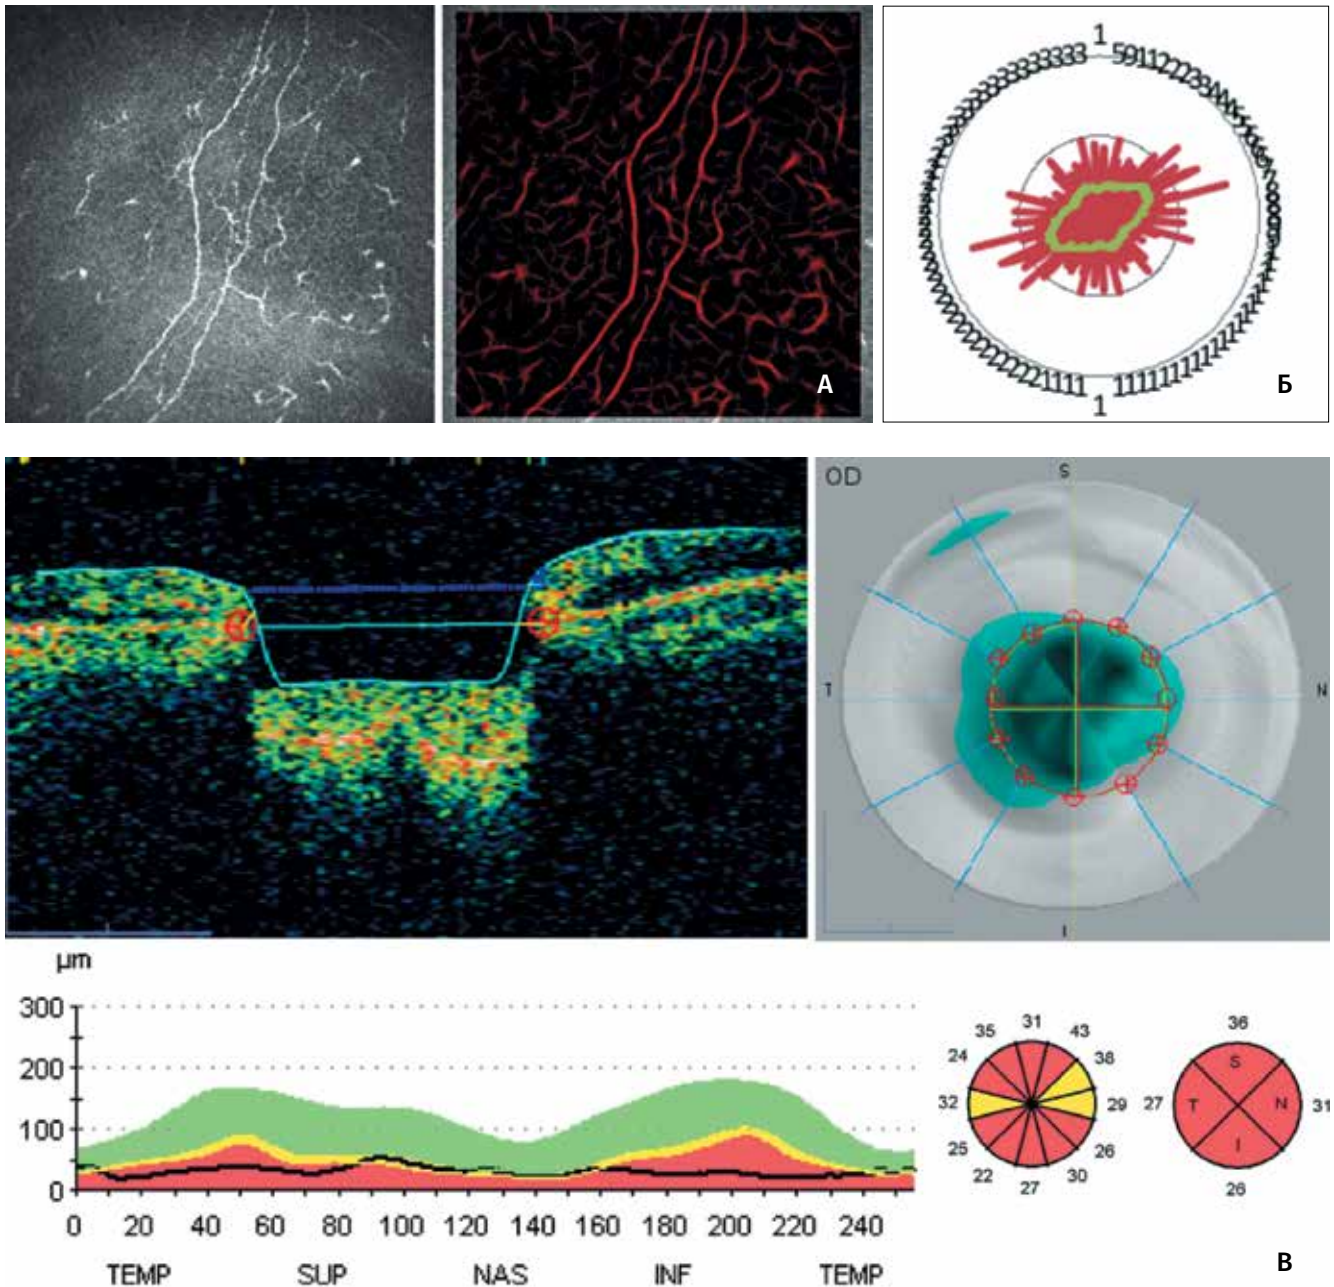 А
1
1
Б
OD
S
T
N
I
µm
300
200
100
0
0 20 40 60 80 100 120 140 160 180 200 220 240
TEMP SUP NAS INF TEMP
35 31 43
24 38
32 29
25 26
22 27 30
36
S
27 T N 31
I
26
В